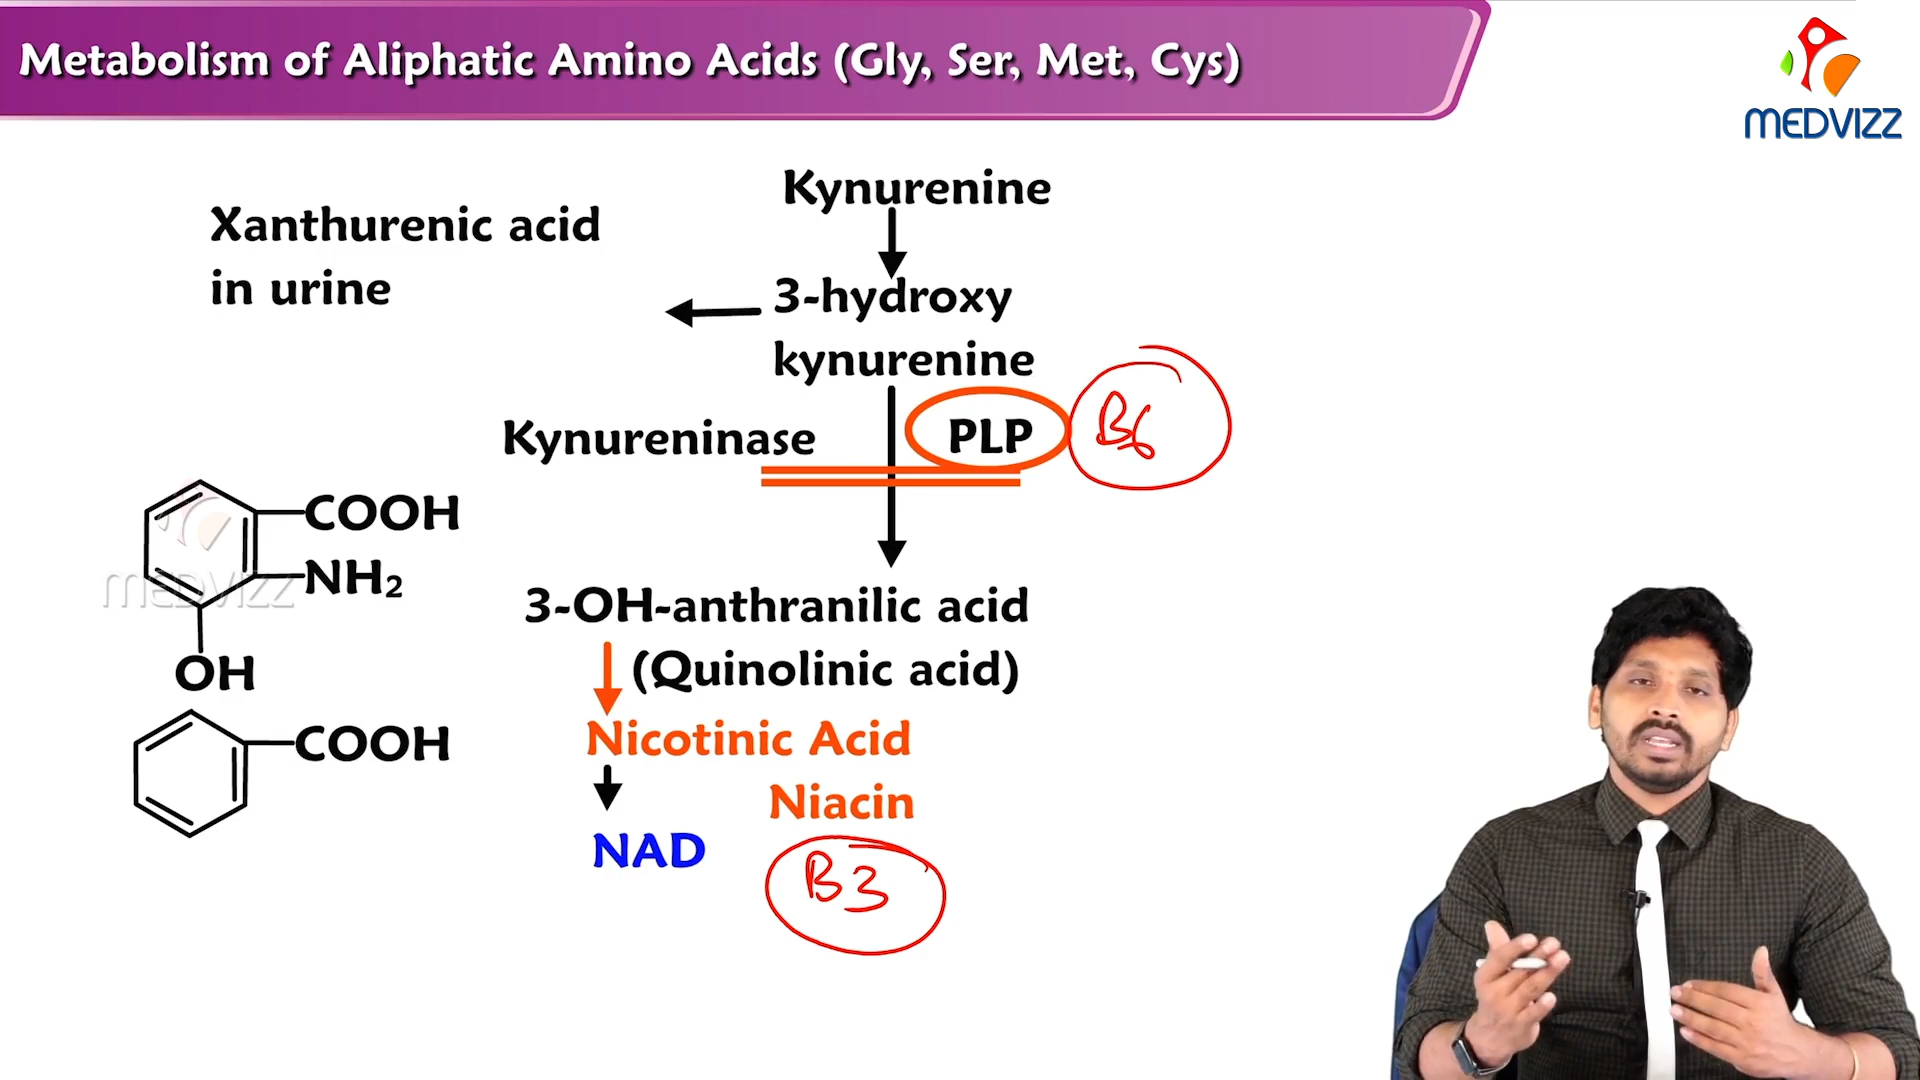 Metabolism of Aliphatic Amino Acids (Gly, Ser, Met, Cys)
MEDVIZZ
Kynurenine
Xanthurenic acid
in urine
3-hydroxy
kynurenine
Kynureninase
PLP
B6
COOH
NH₂
MEDVIZZ
OH
3-OH-anthranilic acid
(Quinolinic acid)
COOH
Nicotinic Acid
Niacin
NAD
B3